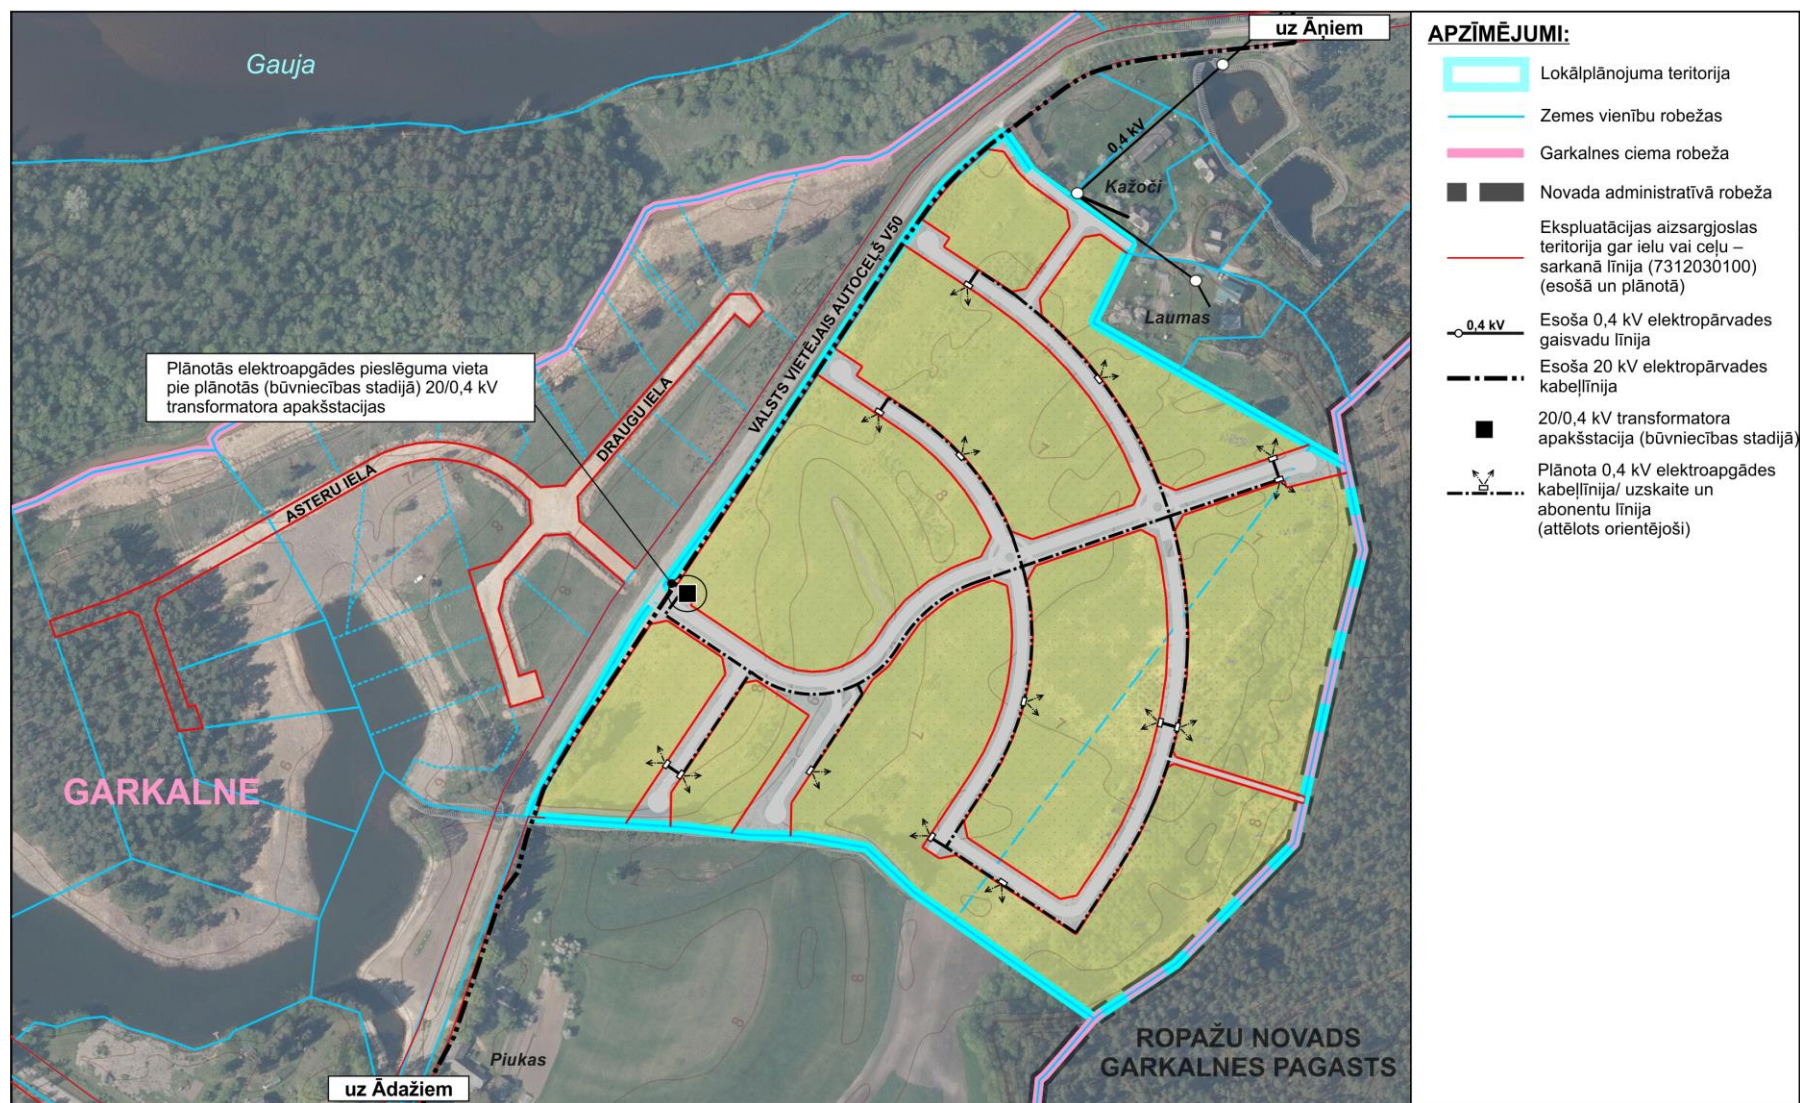 uz Āņiem
Gauja
0,4 kV
Kažoči
Laumas
VALSTS VIETĒJAIS AUTOCEĻŠ V50
Plānotās elektroapgādes pieslēguma vieta
pie plānotās (būvniecības stadijā) 20/0,4 kV
transformatora apakšstacijas
DRAUGU IELA
ASTERU IELA
GARKALNE
Piukas
uz Ādažiem
ROPAŽU NOVADS
GARKALNES PAGASTS
APZĪMĒJUMI:
Lokālplānojuma teritorija
Zemes vienību robežas
Garkalnes ciema robeža
Novada administratīvā robeža
Ekspluatācijas aizsargjoslas
teritorija gar ielu vai ceļu –
sarkanā līnija (7312030100)
(esošā un plānotā)
0,4 kV
Esoša 0,4 kV elektropārvades
gaisvadu līnija
Esoša 20 kV elektropārvades
kabeļlīnija
20/0,4 kV transformatora
apakšstacija (būvniecības stadijā)
Plānota 0,4 kV elektroapgādes
kabeļlīnija/ uzskaite un
abonentu līnija
(attēlots orientējoši)